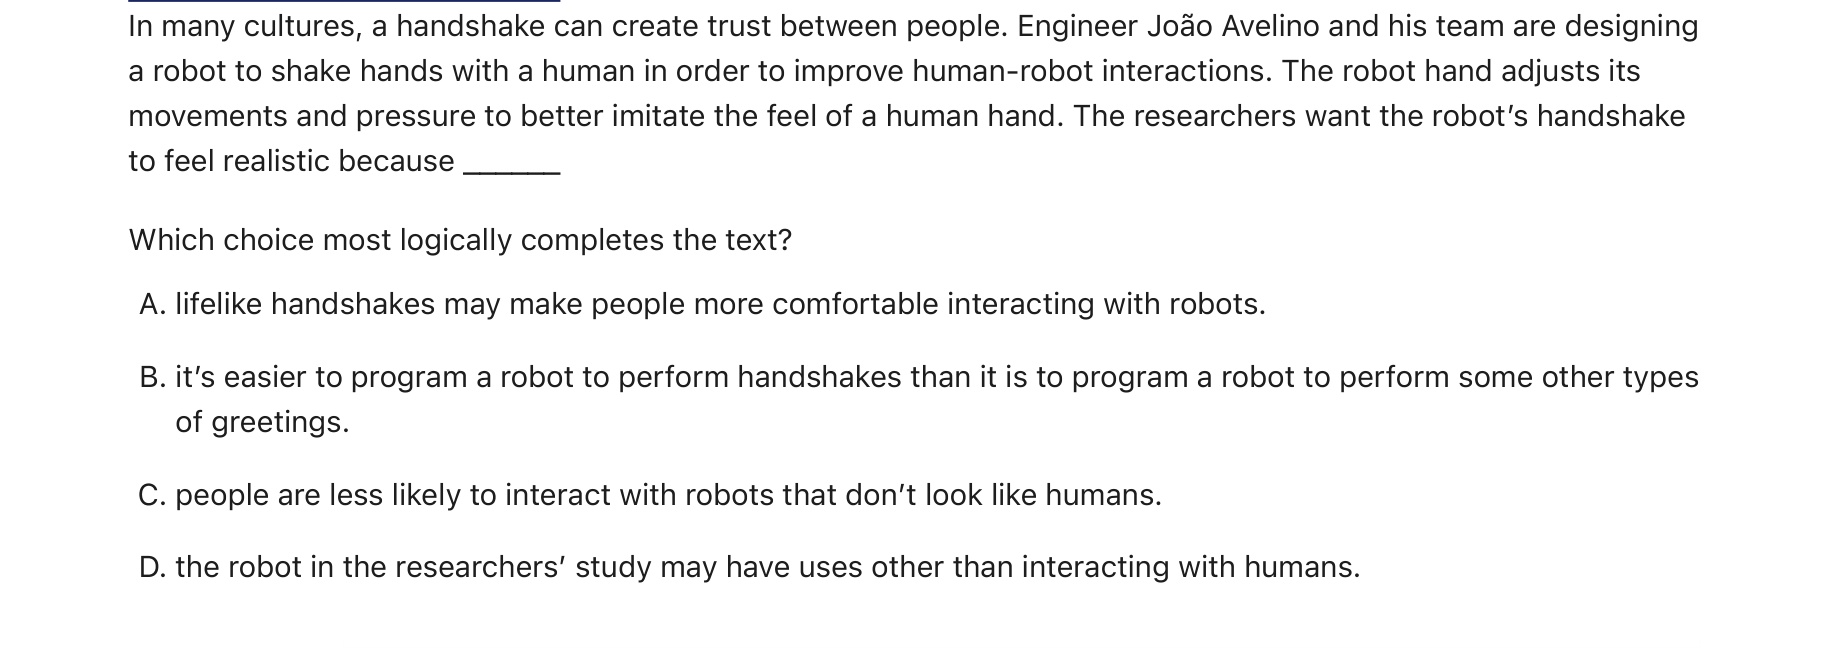 In many cultures, a handshake can create trust between people. Engineer João Avelino and his team are designing
a robot to shake hands with a human in order to improve human-robot interactions. The robot hand adjusts its
movements and pressure to better imitate the feel of a human hand. The researchers want the robot’s handshake
to feel realistic because ______
Which choice most logically completes the text?
A. lifelike handshakes may make people more comfortable interacting with robots.
B. it’s easier to program a robot to perform handshakes than it is to program a robot to perform some other types
of greetings.
C. people are less likely to interact with robots that don’t look like humans.
D. the robot in the researchers’ study may have uses other than interacting with humans.